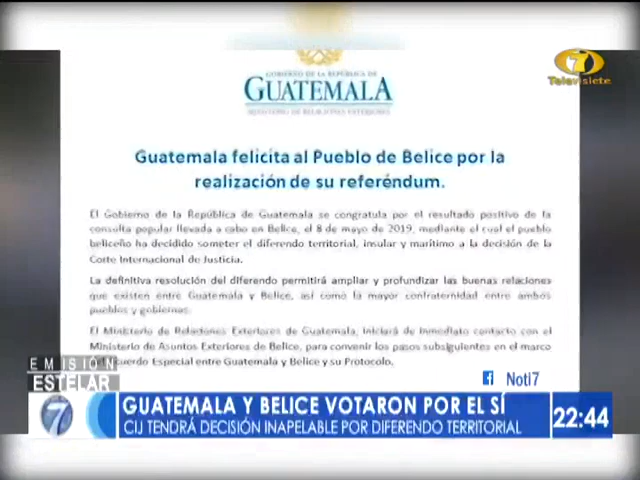 GOBIERNO DE LA REPÚBLICA DE
GUATEMALA
MINISTERIO DE RELACIONES EXTERIORES
7
Televisiete
Guatemala felicita al Pueblo de Belice por la
realización de su referéndum.
El Gobierno de la República de Guatemala se congratula por el resultado positivo de la
consulta popular llevada a cabo en Belice, el 8 de mayo de 2019, mediante el cual el pueblo
beliceño ha decidido someter el diferendo territorial, insular y marítimo a la decisión de la
Corte Internacional de Justicia.
La definitiva resolución del diferendo permitirá ampliar y profundizar las buenas relaciones
que existen entre Guatemala y Belice, así como la mayor confraternidad entre ambos
pueblos y gobiernos.
El Ministerio de Relaciones Exteriores de Guatemala, iniciará de inmediato contacto con el
Ministerio de Asuntos Exteriores de Belice, para convenir los pasos subsiguientes en el marco
Acuerdo Especial entre Guatemala y Belice y su Protocolo.
EMISIÓN
ESTELAR
Noti7
7
GUATEMALA Y BELICE VOTARON POR EL SÍ
CIJ TENDRÁ DECISIÓN INAPELABLE POR DIFERENDO TERRITORIAL
22:44